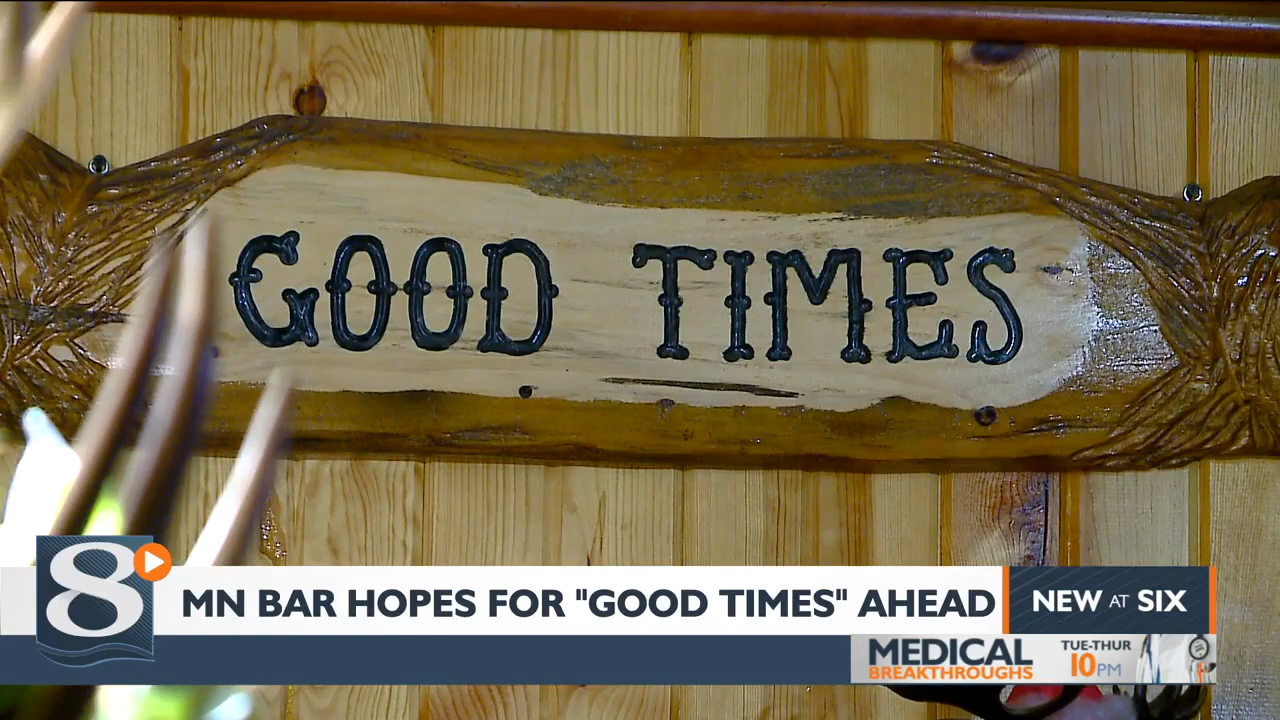 GOOD TIMES
8
MN BAR HOPES FOR "GOOD TIMES" AHEAD
NEW AT SIX
MEDICAL
BREAKTHROUGHS
TUE-THUR
10PM